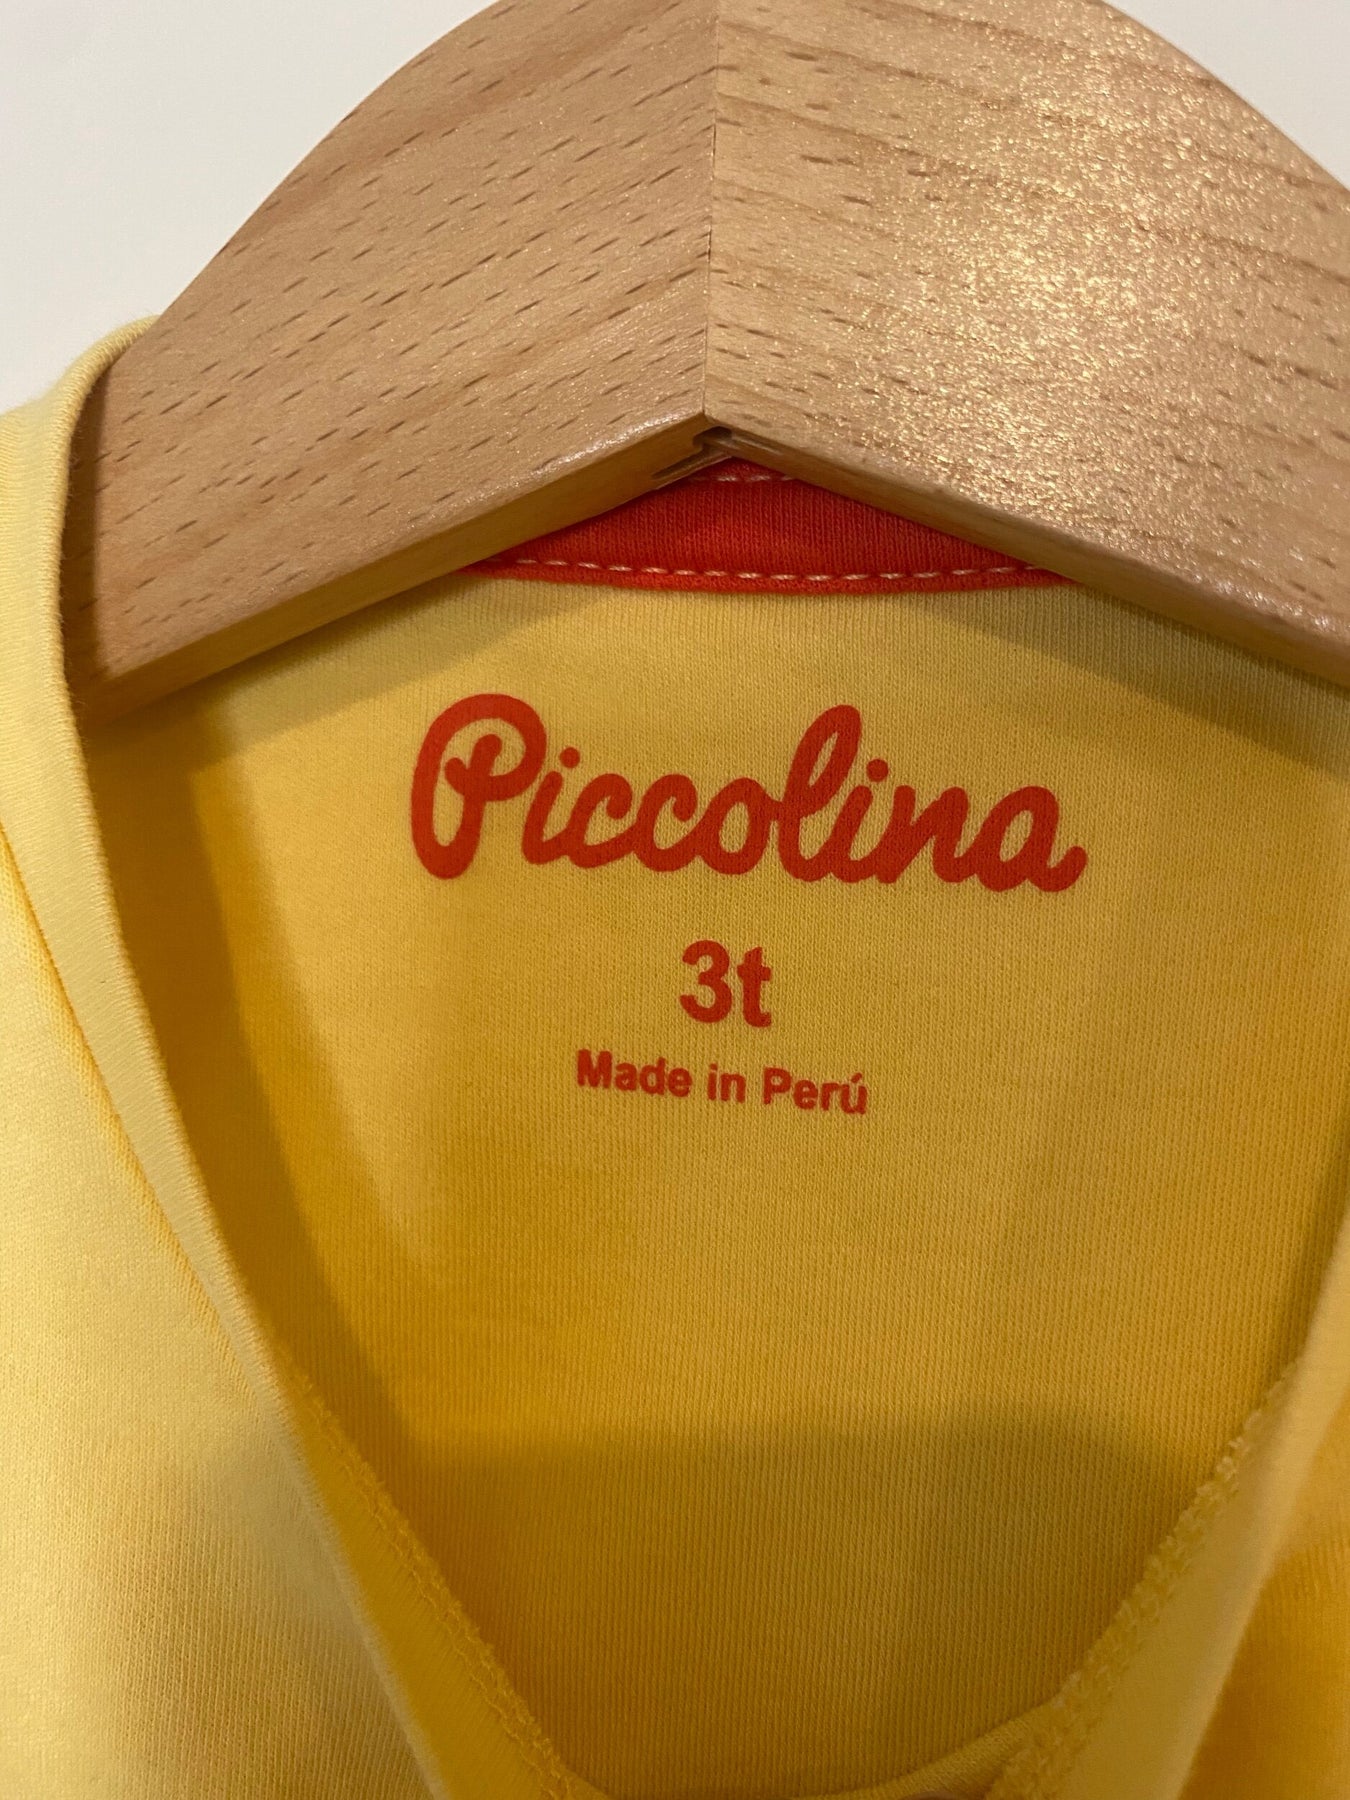 Piccolina
3t
Made in Perú